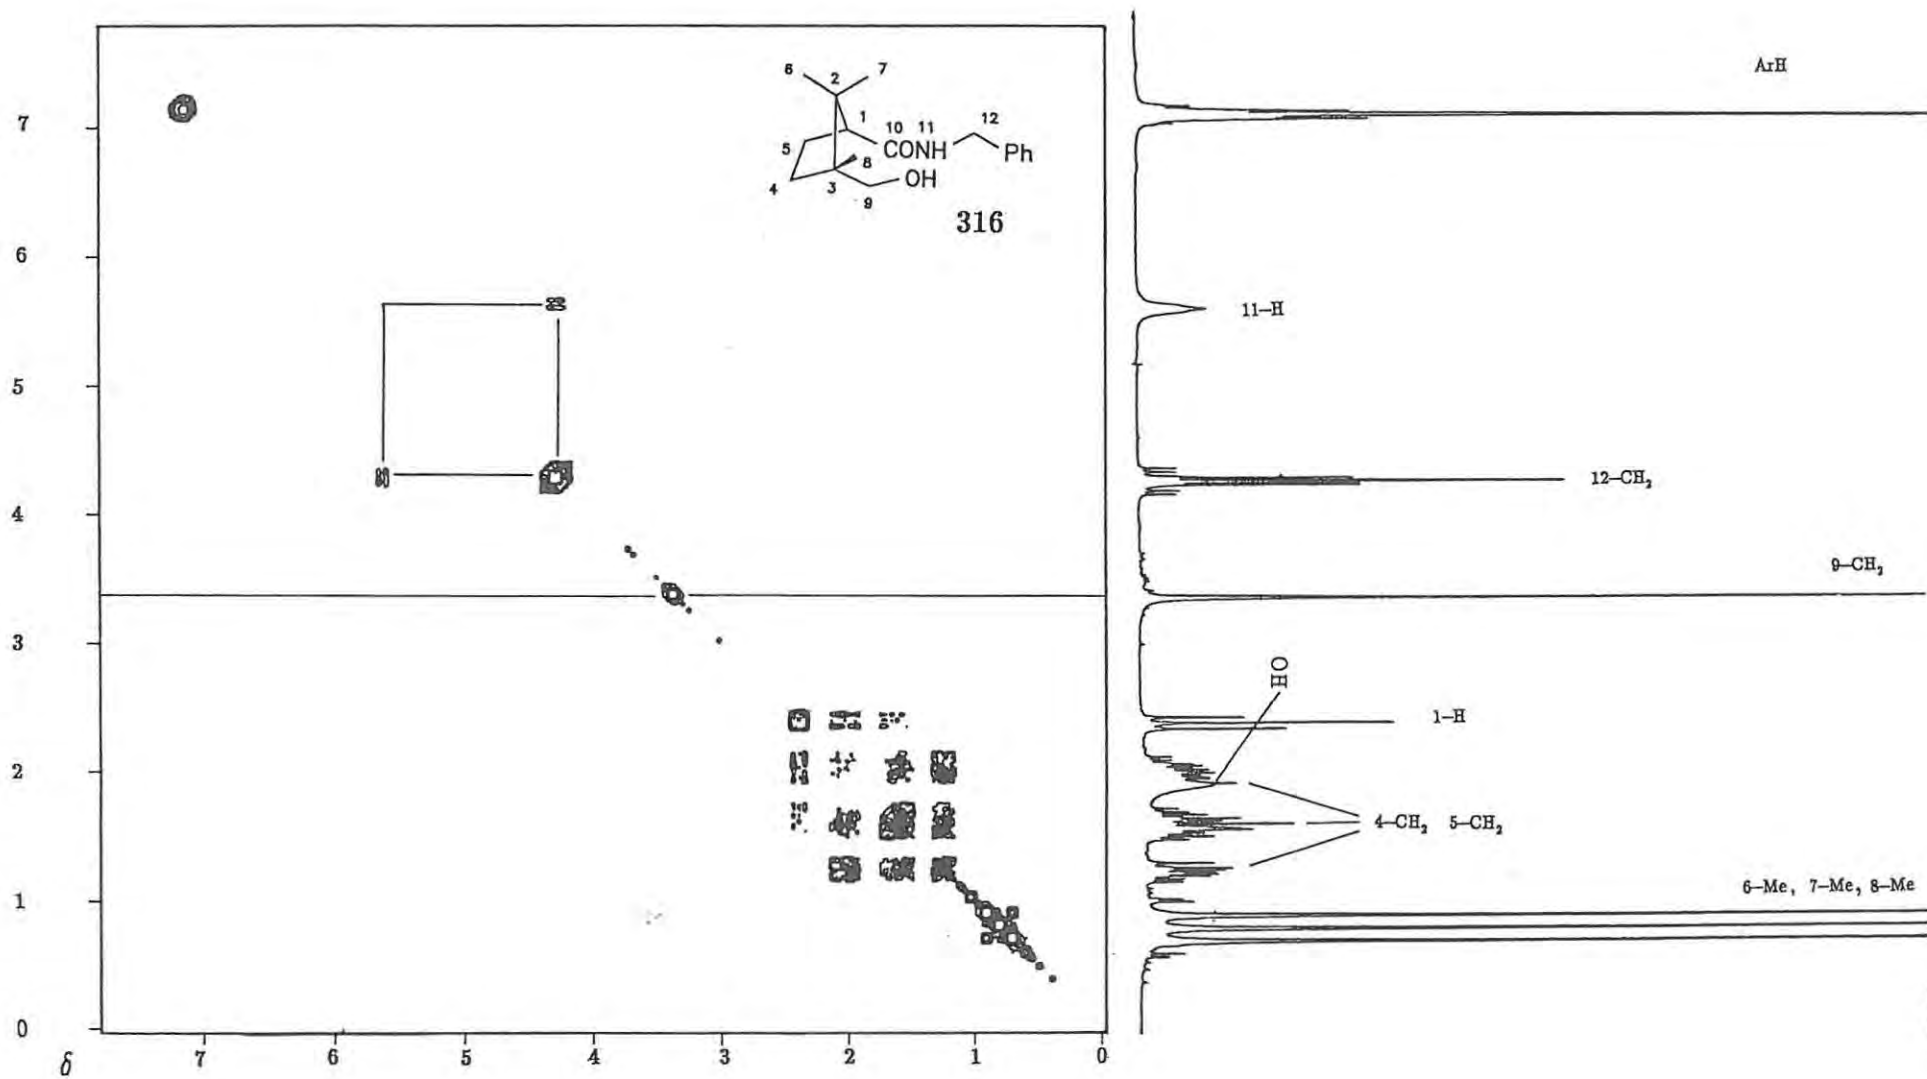 ArH
6 7
2
7
1 12
10 11
5
CONH Ph
8
4 OH
3
9
316
6
11–H
5
12–CH₂
4
9–CH₂
3
OH
1–H
2
4–CH₂ 5–CH₂
6–Me, 7–Me, 8–Me
1
0
δ 7 6 5 4 3 2 1 0